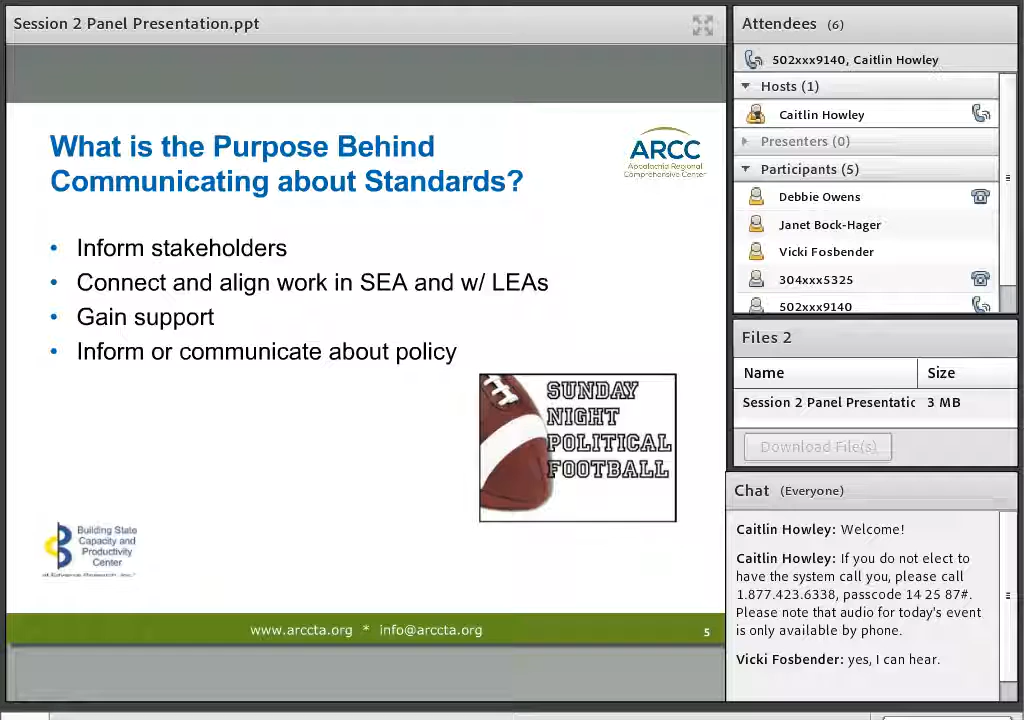 Session 2 Panel Presentation.ppt
What is the Purpose Behind
Communicating about Standards?
ARCC
Appalachia Regional
Comprehensive Center
• Inform stakeholders
• Connect and align work in SEA and w/ LEAs
• Gain support
• Inform or communicate about policy
SUNDAY
NIGHT
POLITICAL
FOOTBALL
Building State
Capacity and
Productivity
Center
at Edvance Research, Inc.
www.arccta.org * info@arccta.org
5
Attendees (6)
502xxx9140, Caitlin Howley
Hosts (1)
Caitlin Howley
Presenters (0)
Participants (5)
Debbie Owens
Janet Bock-Hager
Vicki Fosbender
304xxx5325
502xxx9140
Files 2
Name Size
Session 2 Panel Presentatic 3 MB
Download File(s)
Chat (Everyone)
Caitlin Howley: Welcome!
Caitlin Howley: If you do not elect to
have the system call you, please call
1.877.423.6338, passcode 14 25 87#.
Please note that audio for today's event
is only available by phone.
Vicki Fosbender: yes, I can hear.